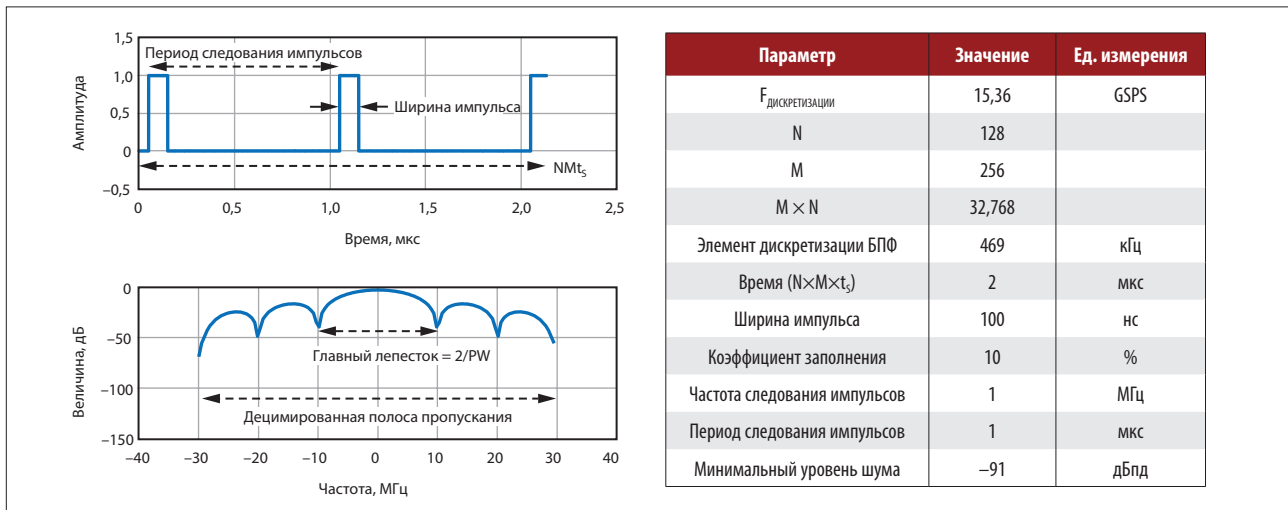 1,5
1,0
0,5
0
–0,5
Амплитуда
Период следования импульсов
Ширина импульса
NMts
0
0,5
1,0
1,5
2,0
2,5
Время, мкс
0
–50
–100
–150
Величина, дБ
Главный лепесток = 2/PW
Децимированная полоса пропускания
–40
–30
–20
–10
0
10
20
30
40
Частота, МГц
Параметр Значение Ед. измерения
FДИСКРЕТИЗАЦИИ 15,36 GSPS
N 128
M 256
M × N 32,768
Элемент дискретизации БПФ 469 кГц
Время (N×M×ts) 2 мкс
Ширина импульса 100 нс
Коэффициент заполнения 10 %
Частота следования импульсов 1 МГц
Период следования импульсов 1 мкс
Минимальный уровень шума –91 дБпд